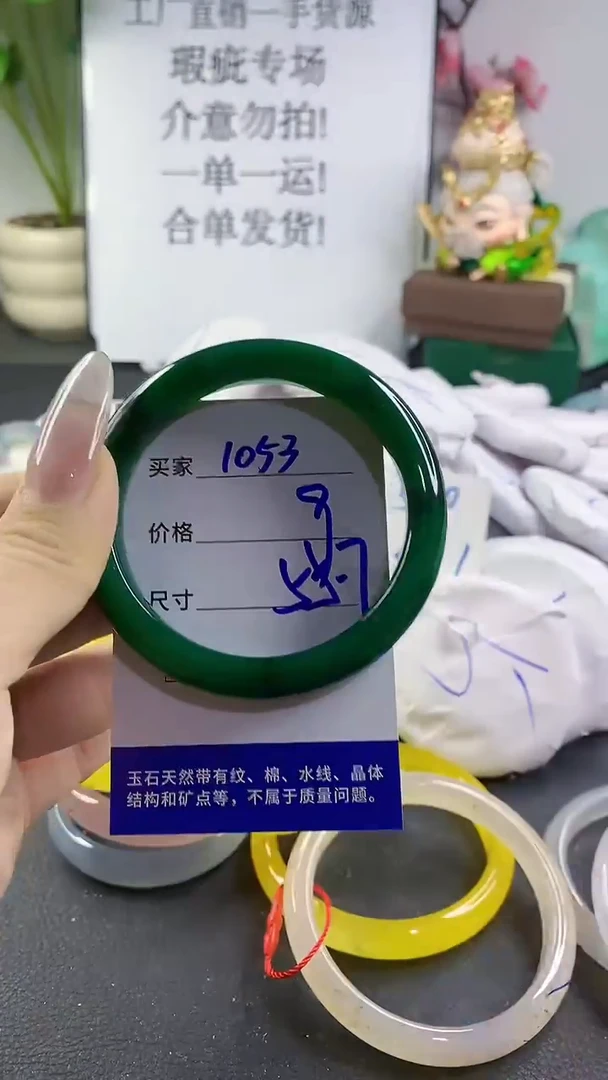 工厂直销一手货源
瑕疵专场
介意勿拍!
一单一运!
合单发货!
买家 1053
价格
尺寸
玉石天然带有纹、棉、水线、晶体
结构和矿点等，不属于质量问题。